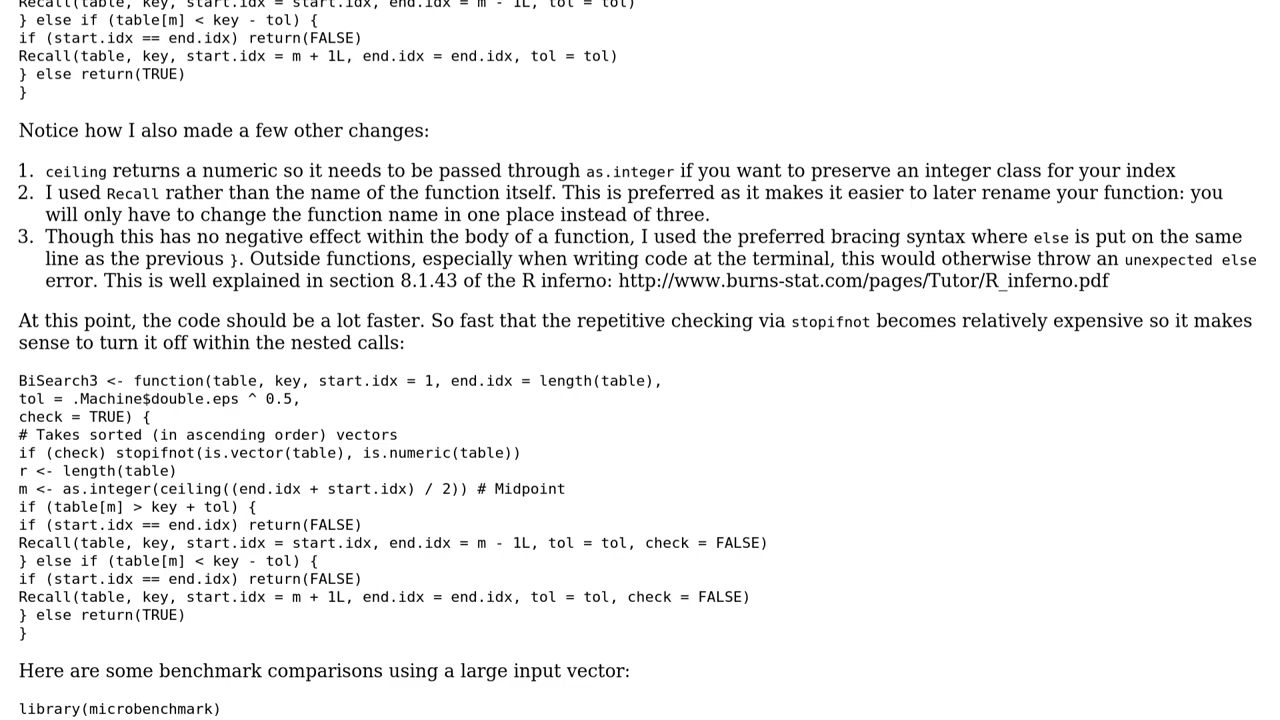 Recall(table, key, start.idx = start.idx, end.idx = m - 1L, tol = tol)
} else if (table[m] < key - tol) {
if (start.idx == end.idx) return(FALSE)
Recall(table, key, start.idx = m + 1L, end.idx = end.idx, tol = tol)
} else return(TRUE)
}
Notice how I also made a few other changes:
1. ceiling returns a numeric so it needs to be passed through as.integer if you want to preserve an integer class for your index
2. I used Recall rather than the name of the function itself. This is preferred as it makes it easier to later rename your function: you
will only have to change the function name in one place instead of three.
3. Though this has no negative effect within the body of a function, I used the preferred bracing syntax where else is put on the same
line as the previous }. Outside functions, especially when writing code at the terminal, this would otherwise throw an unexpected else
error. This is well explained in section 8.1.43 of the R inferno: http://www.burns-stat.com/pages/Tutor/R_inferno.pdf
At this point, the code should be a lot faster. So fast that the repetitive checking via stopifnot becomes relatively expensive so it makes
sense to turn it off within the nested calls:
BiSearch3 <- function(table, key, start.idx = 1, end.idx = length(table),
tol = .Machine$double.eps ^ 0.5,
check = TRUE) {
# Takes sorted (in ascending order) vectors
if (check) stopifnot(is.vector(table), is.numeric(table))
r <- length(table)
m <- as.integer(ceiling((end.idx + start.idx) / 2)) # Midpoint
if (table[m] > key + tol) {
if (start.idx == end.idx) return(FALSE)
Recall(table, key, start.idx = start.idx, end.idx = m - 1L, tol = tol, check = FALSE)
} else if (table[m] < key - tol) {
if (start.idx == end.idx) return(FALSE)
Recall(table, key, start.idx = m + 1L, end.idx = end.idx, tol = tol, check = FALSE)
} else return(TRUE)
}
Here are some benchmark comparisons using a large input vector:
library(microbenchmark)